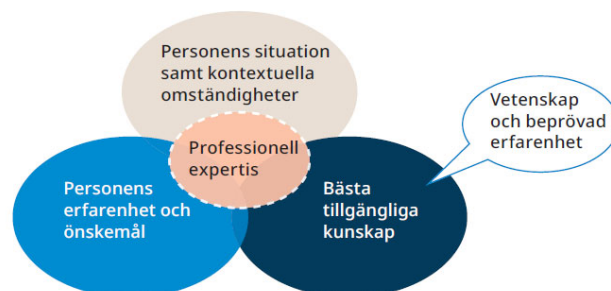 Personens situation
samt kontextuella
omständigheter
Vetenskap
och beprövad
erfarenhet
Professionell
expertis
Personens
erfarenhet och
önskemål
Bästa
tillgängliga
kunskap